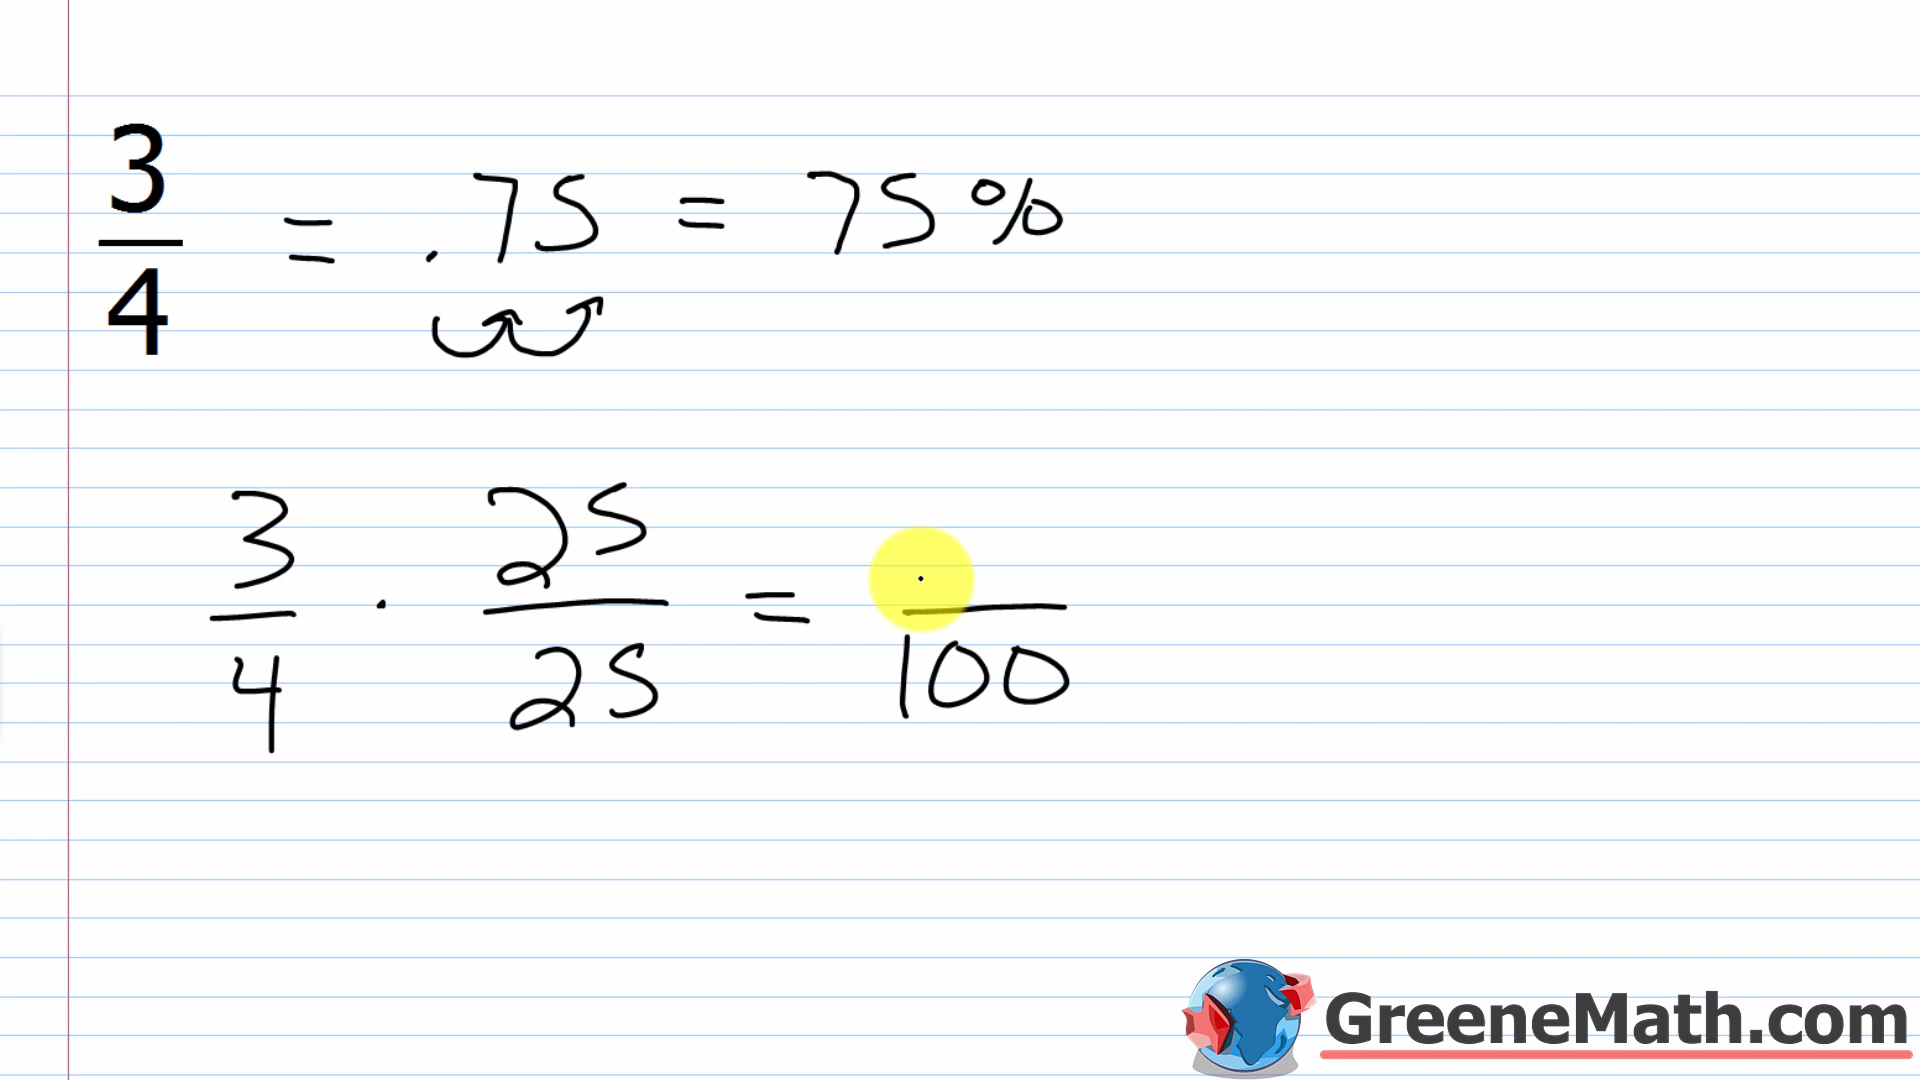 3/4 = .75 = 75%
3/4 · 25/25 = /100
GreeneMath.com